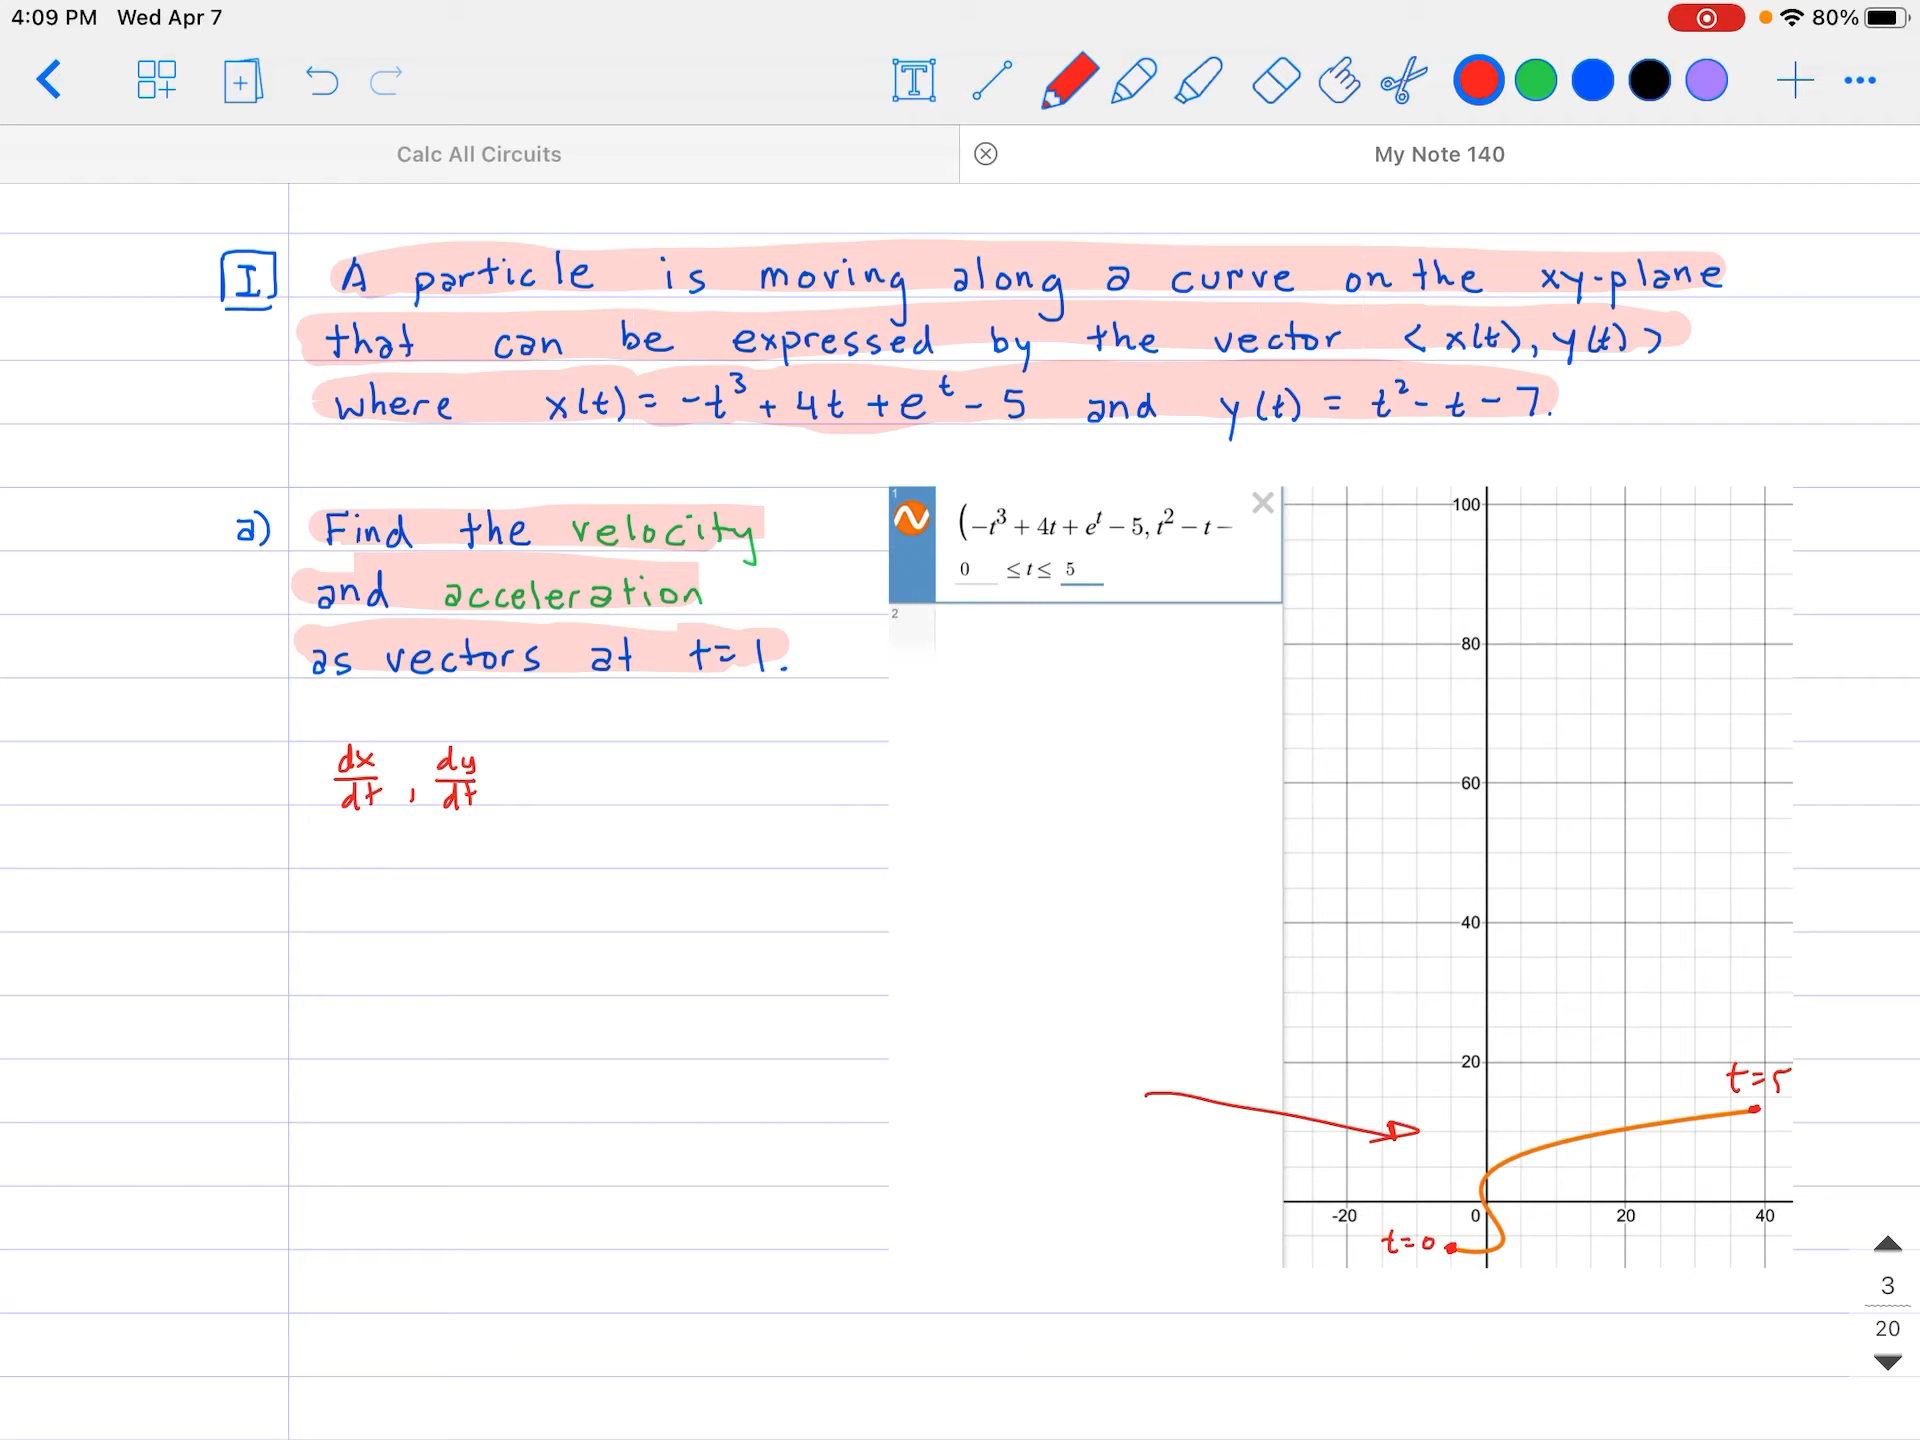 4:09 PM Wed Apr 7
80%
T
Calc All Circuits
My Note 140
I A particle is moving along a curve on the xy-plane
that can be expressed by the vector < x(t), y(t) >
where x(t) = -t³ + 4t + e^t - 5 and y(t) = t² - t - 7.
a) Find the velocity
and acceleration
as vectors at t=1.
dx/dt , dy/dt
1
(-t³ + 4t + e^t - 5, t² - t -
0 ≤ t ≤ 5
2
100
80
60
40
20
t=5
-20 0 20 40
t=0
3
20